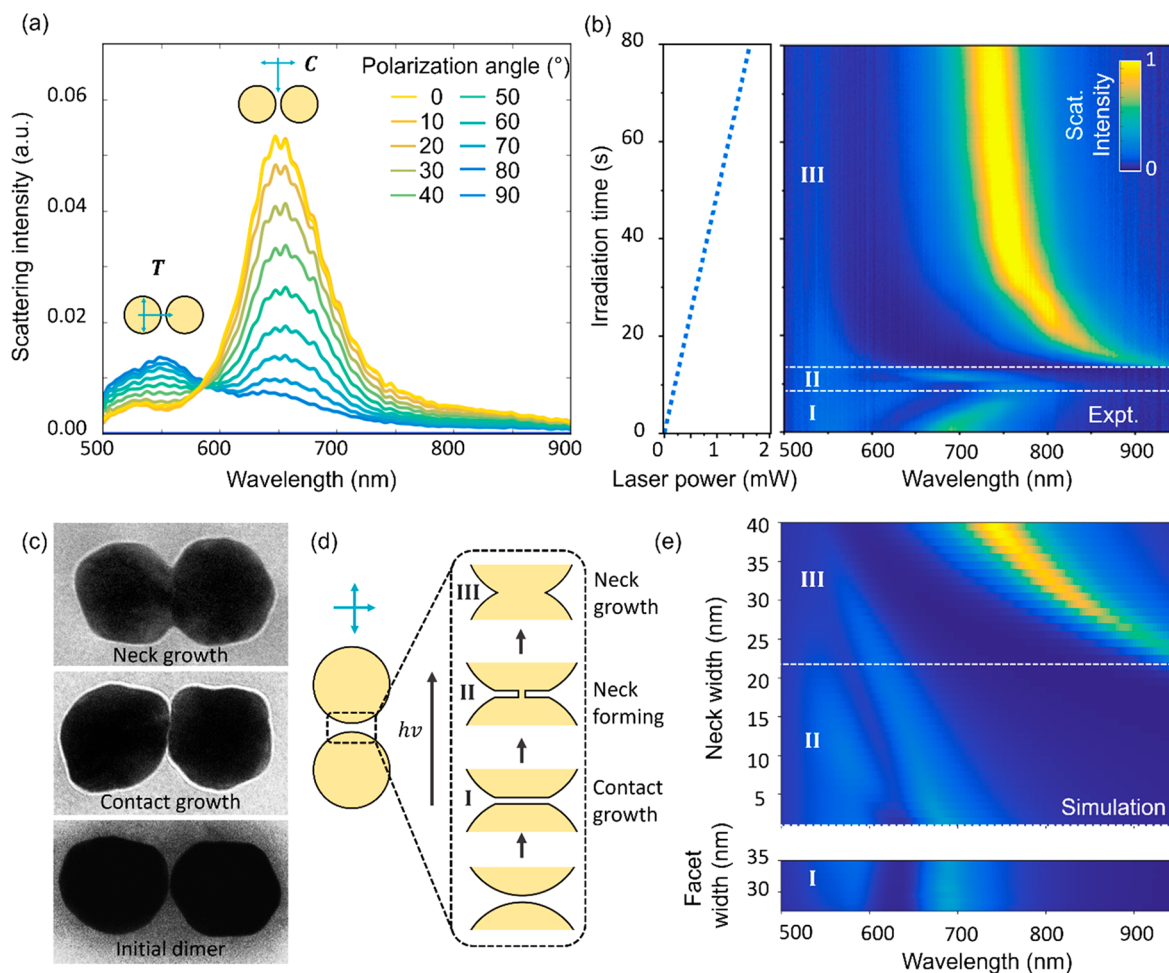 (a)
Scattering intensity (a.u.)
0.06
0.04
0.02
0.00
T
C
Polarization angle (°)
0 50
10 60
20 70
30 80
40 90
500 600 700 800 900
Wavelength (nm)
(b)
Irradiation time (s)
80
60
40
20
0
0 1 2
Laser power (mW)
III
II
I
Scat.
Intensity
1
0
Expt.
500 600 700 800 900
Wavelength (nm)
(c)
Neck growth
Contact growth
Initial dimer
(d)
hν
III
Neck
growth
II
Neck
forming
I
Contact
growth
(e)
Neck width (nm)
40
30
20
10
5
III
II
Simulation
Facet
width (nm)
35
30
I
500 600 700 800 900
Wavelength (nm)